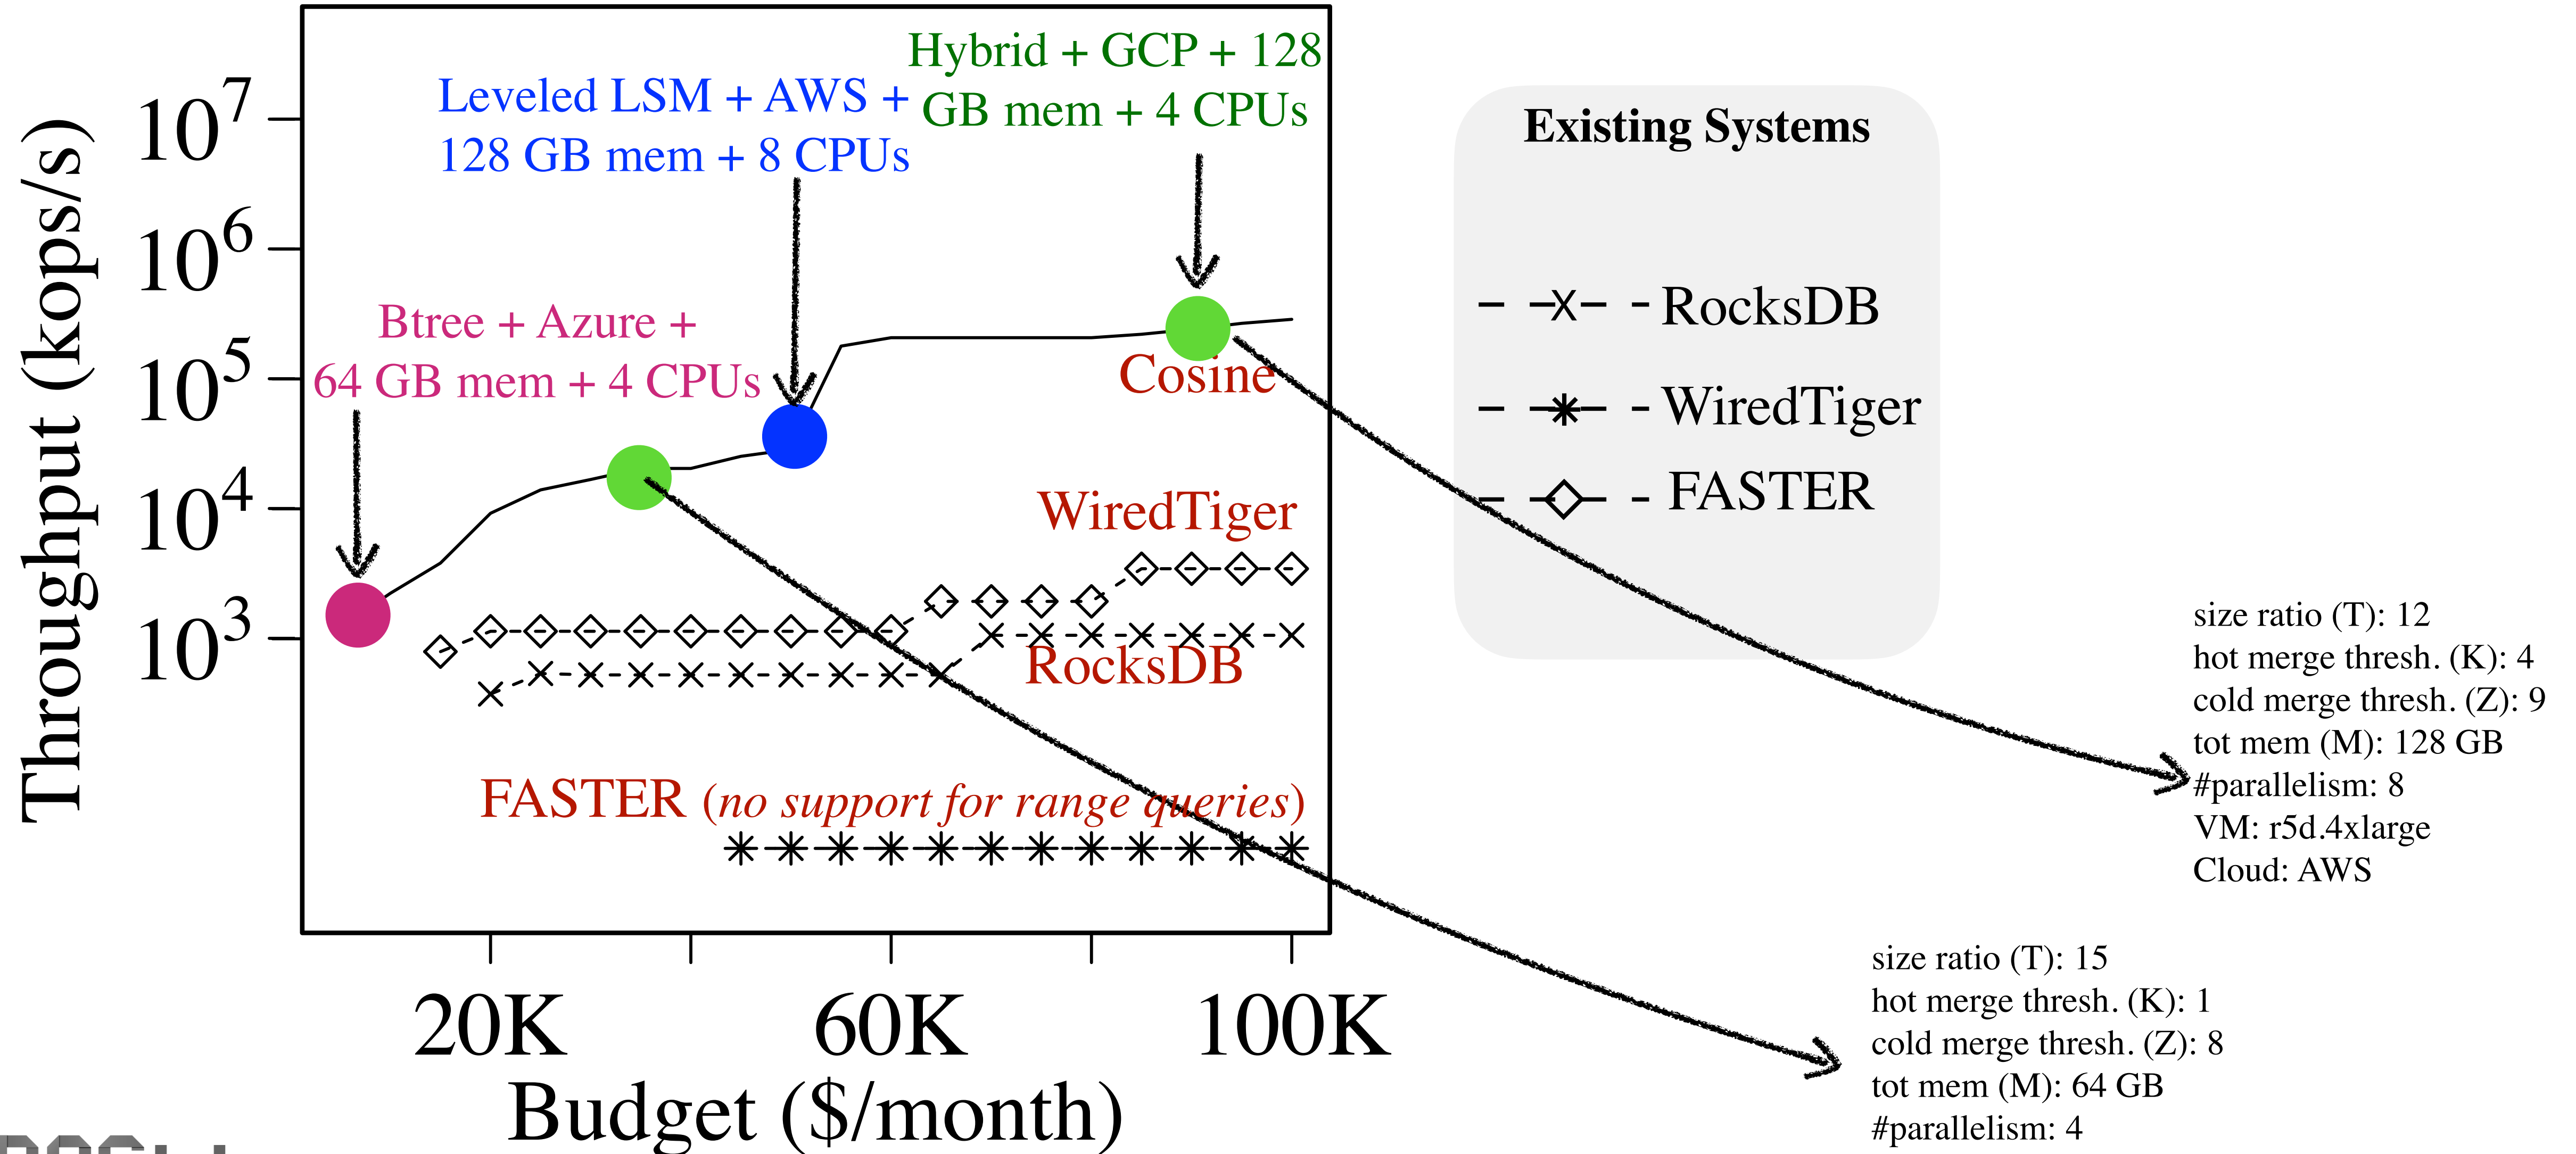 Throughput (kops/s)
10^7
10^6
10^5
10^4
10^3
Hybrid + GCP + 128
GB mem + 4 CPUs
Leveled LSM + AWS +
128 GB mem + 8 CPUs
Btree + Azure +
64 GB mem + 4 CPUs
Cosine
WiredTiger
RocksDB
FASTER (no support for range queries)
20K
60K
100K
Budget ($/month)
Existing Systems
RocksDB
WiredTiger
FASTER
size ratio (T): 12
hot merge thresh. (K): 4
cold merge thresh. (Z): 9
tot mem (M): 128 GB
#parallelism: 8
VM: r5d.4xlarge
Cloud: AWS
size ratio (T): 15
hot merge thresh. (K): 1
cold merge thresh. (Z): 8
tot mem (M): 64 GB
#parallelism: 4